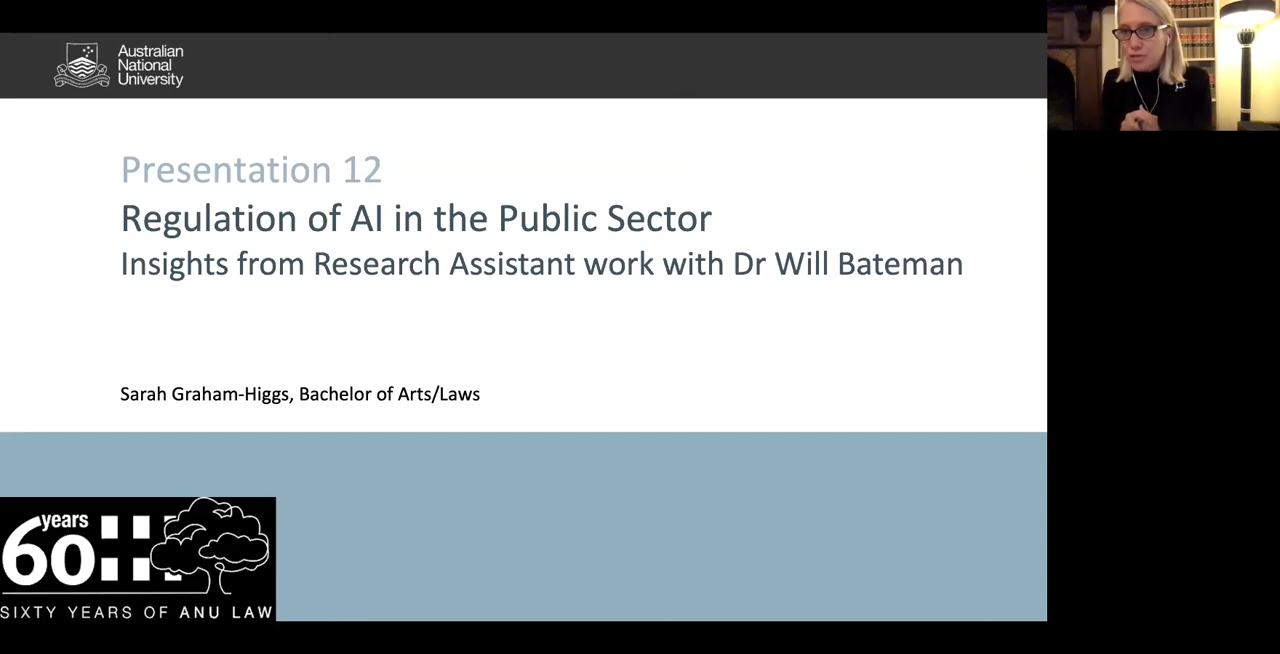 Australian
National
University
Presentation 12
Regulation of AI in the Public Sector
Insights from Research Assistant work with Dr Will Bateman
Sarah Graham-Higgs, Bachelor of Arts/Laws
years
60
SIXTY YEARS OF ANU LAW